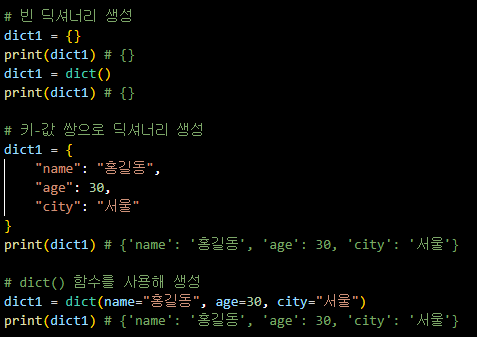 # 빈 딕셔너리 생성
dict1 = {}
print(dict1) # {}
dict1 = dict()
print(dict1) # {}

# 키-값 쌍으로 딕셔너리 생성
dict1 = {
    "name": "홍길동",
    "age": 30,
    "city": "서울"
}
print(dict1) # {'name': '홍길동', 'age': 30, 'city': '서울'}

# dict() 함수를 사용해 생성
dict1 = dict(name="홍길동", age=30, city="서울")
print(dict1) # {'name': '홍길동', 'age': 30, 'city': '서울'}